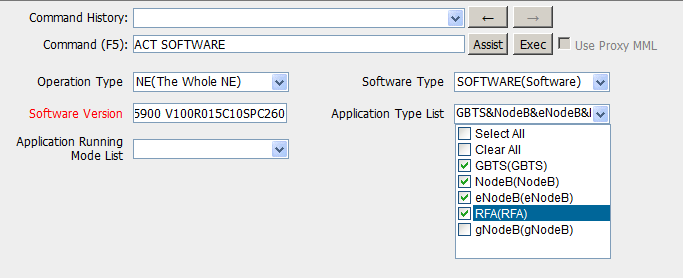 Command History: ← →
Command (F5): ACT SOFTWARE Assist Exec Use Proxy MML
Operation Type NE(The Whole NE) Software Type SOFTWARE(Software)
Software Version 5900 V100R015C10SPC260 Application Type List GBTS&NodeB&eNodeB&
Application Running
Mode List
Select All
Clear All
GBTS(GBTS)
NodeB(NodeB)
eNodeB(eNodeB)
RFA(RFA)
gNodeB(gNodeB)